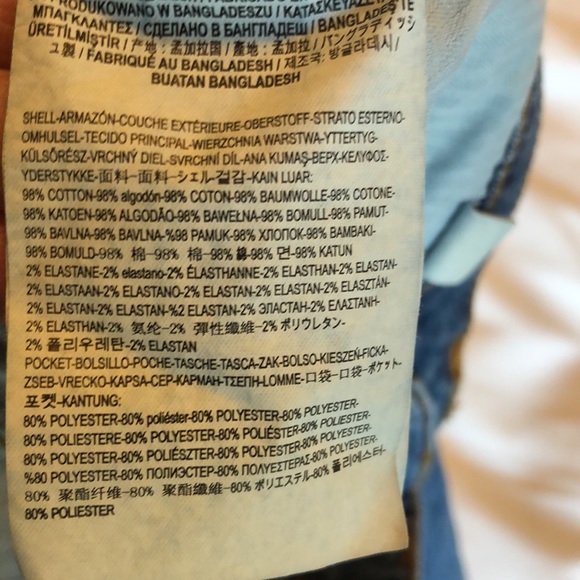 PRODUKOWANO W BANGLADESZU / ΚΑΤΑΣΚΕΥΑΖΕΤΑΙ
ΜΠΑΓΚΛΑΝΤΕΣ / СДЕЛАНО В БАНГЛАДЕШ / BANGLADEŞ'TE
ÜRETİLMİŞTİR / 产地：孟加拉国 / 產地：孟加拉 / バングラディッシ
ュ製 / FABRIQUÉ AU BANGLADESH / 제조국: 방글라데시 /
BUATAN BANGLADESH
SHELL-ARMAZÓN-COUCHE EXTÉRIEURE-OBERSTOFF-STRATO ESTERNO-
OMHULSEL-TECIDO PRINCIPAL-WIERZCHNIA WARSTWA-YTTERTYG-
KÜLSŐRÉSZ-VRCHNÝ DIEL-SVRCHNÍ DÍL-ANA KUMAŞ-ВЕРХ-ΚΕΛΥΦΟΣ-
YDERSTYKKE-面料-面料-シェル-겉감-KAIN LUAR:
98% COTTON-98% algodón-98% COTON-98% BAUMWOLLE-98% COTONE-
98% KATOEN-98% ALGODÃO-98% BAWEŁNA-98% BOMULL-98% PAMUT-
98% BAVLNA-98% BAVLNA-%98 PAMUK-98% ХЛОПОК-98% ΒΑΜΒΑΚΙ-
98% BOMULD-98% 棉-98% 棉-98% 綿-98% 면-98% KATUN
2% ELASTANE-2% elastano-2% ÉLASTHANNE-2% ELASTHAN-2% ELASTAN-
2% ELASTAAN-2% ELASTANO-2% ELASTAN-2% ELASTAN-2% ELASZTÁN-
2% ELASTAN-2% ELASTAN-%2 ELASTAN-2% ЭЛАСТАН-2% ΕΛΑΣΤΑΝΗ-
2% ELASTHAN-2% 氨纶-2% 彈性纖維-2% ポリウレタン-
2% 폴리우레탄-2% ELASTAN
POCKET-BOLSILLO-POCHE-TASCHE-TASCA-ZAK-BOLSO-KIESZEŃ-FICKA-
ZSEB-VRECKO-KAPSA-CEP-КАРМАН-ΤΣΕΠΗ-LOMME-口袋-口袋-ポケット-
포켓-KANTUNG:
80% POLYESTER-80% poliéster-80% POLYESTER-80% POLYESTER-
80% POLIESTERE-80% POLYESTER-80% POLIÉSTER-80% POLIESTER-
80% POLYESTER-80% POLIÉSZTER-80% POLYESTER-80% POLYESTER-
%80 POLYESTER-80% ПОЛИЭСТЕР-80% ΠΟΛΥΕΣΤΕΡΑΣ-80% POLYESTER-
80% 聚酯纤维-80% 聚酯纖維-80% ポリエステル-80% 폴리에스터-
80% POLIESTER